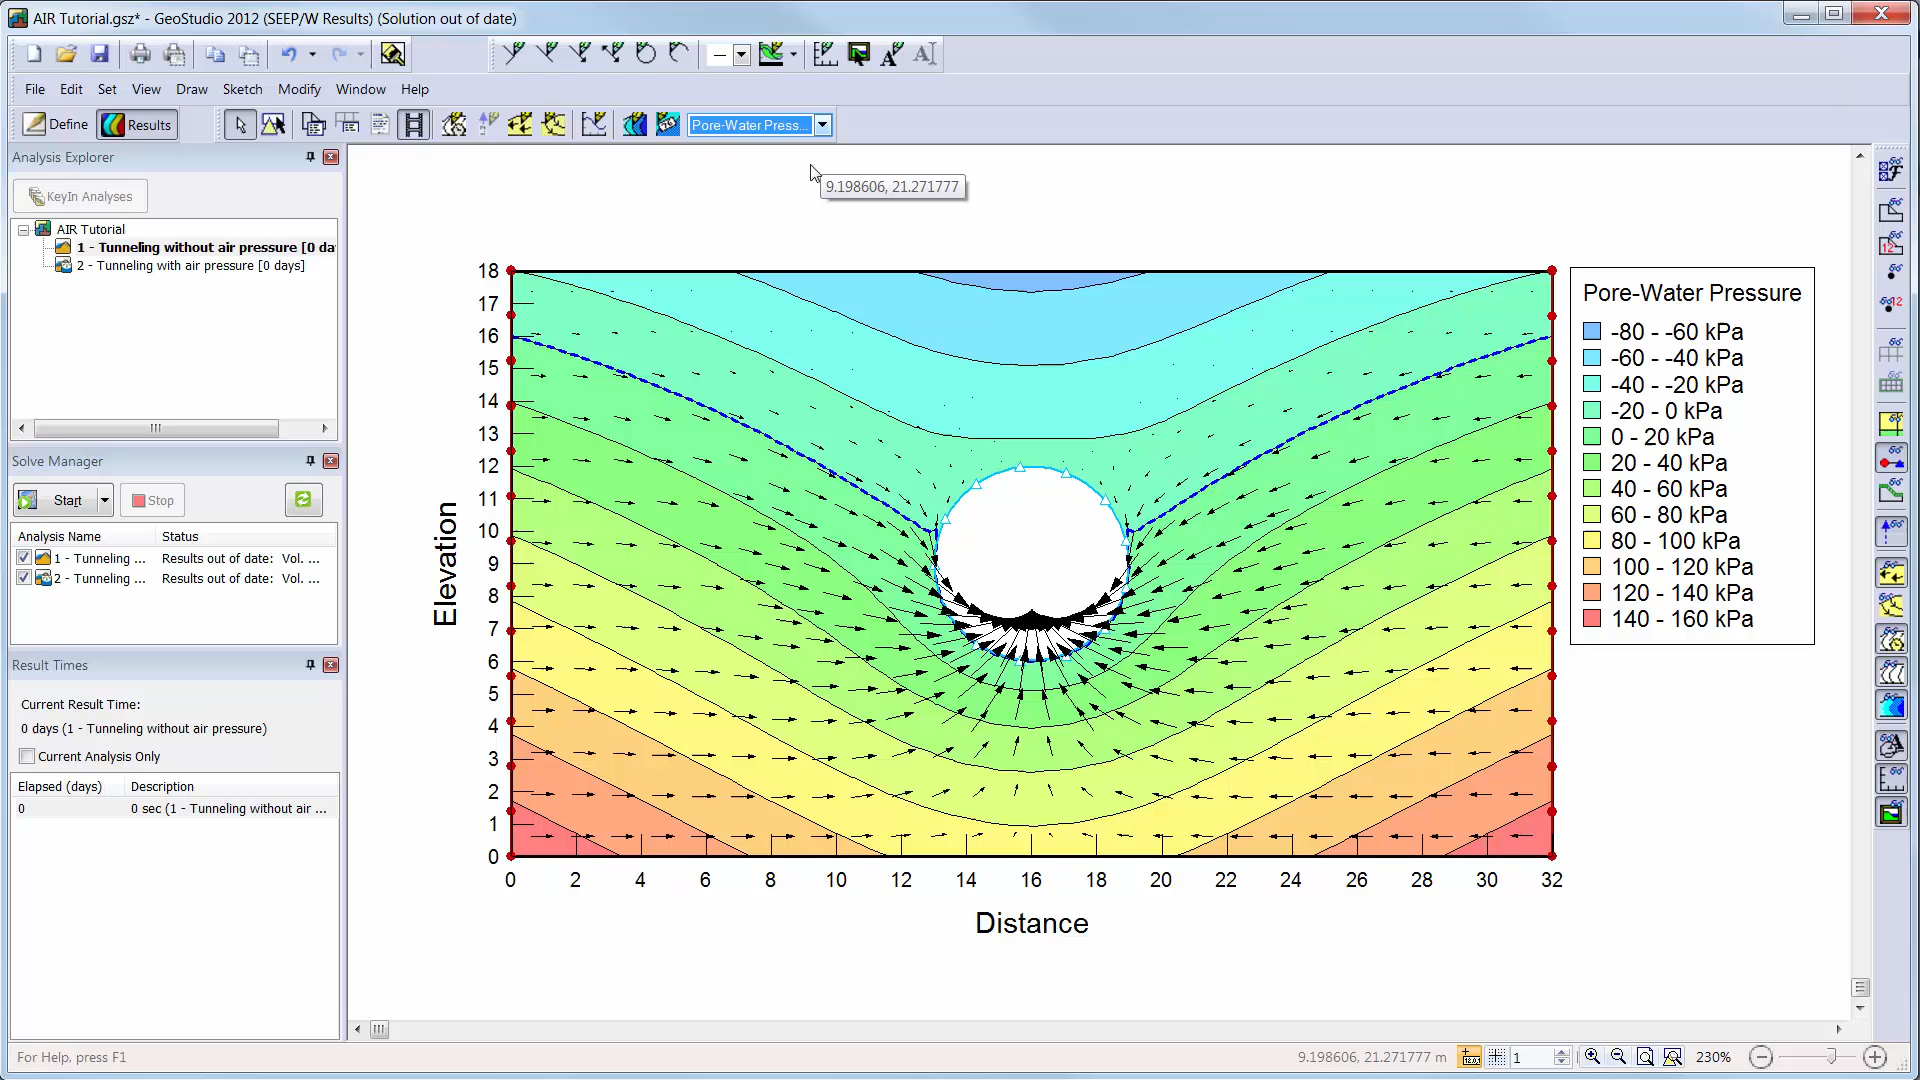 AIR Tutorial.gsz* - GeoStudio 2012 (SEEP/W Results) (Solution out of date)
File Edit Set View Draw Sketch Modify Window Help
Define Results Pore-Water Press...
Analysis Explorer
9.198606, 21.271777
KeyIn Analyses
AIR Tutorial
1 - Tunneling without air pressure [0 da
2 - Tunneling with air pressure [0 days]
Solve Manager
Start Stop
Analysis Name Status
1 - Tunneling ... Results out of date: Vol. ...
2 - Tunneling ... Results out of date: Vol. ...
Result Times
Current Result Time:
0 days (1 - Tunneling without air pressure)
Current Analysis Only
Elapsed (days) Description
0 0 sec (1 - Tunneling without air ...
18
17
16
15
14
13
12
11
10
9
8
7
6
5
4
3
2
1
0
Elevation
0 2 4 6 8 10 12 14 16 18 20 22 24 26 28 30 32
Distance
Pore-Water Pressure
-80 - -60 kPa
-60 - -40 kPa
-40 - -20 kPa
-20 - 0 kPa
0 - 20 kPa
20 - 40 kPa
40 - 60 kPa
60 - 80 kPa
80 - 100 kPa
100 - 120 kPa
120 - 140 kPa
140 - 160 kPa
12
12
For Help, press F1
9.198606, 21.271777 m
1
230%